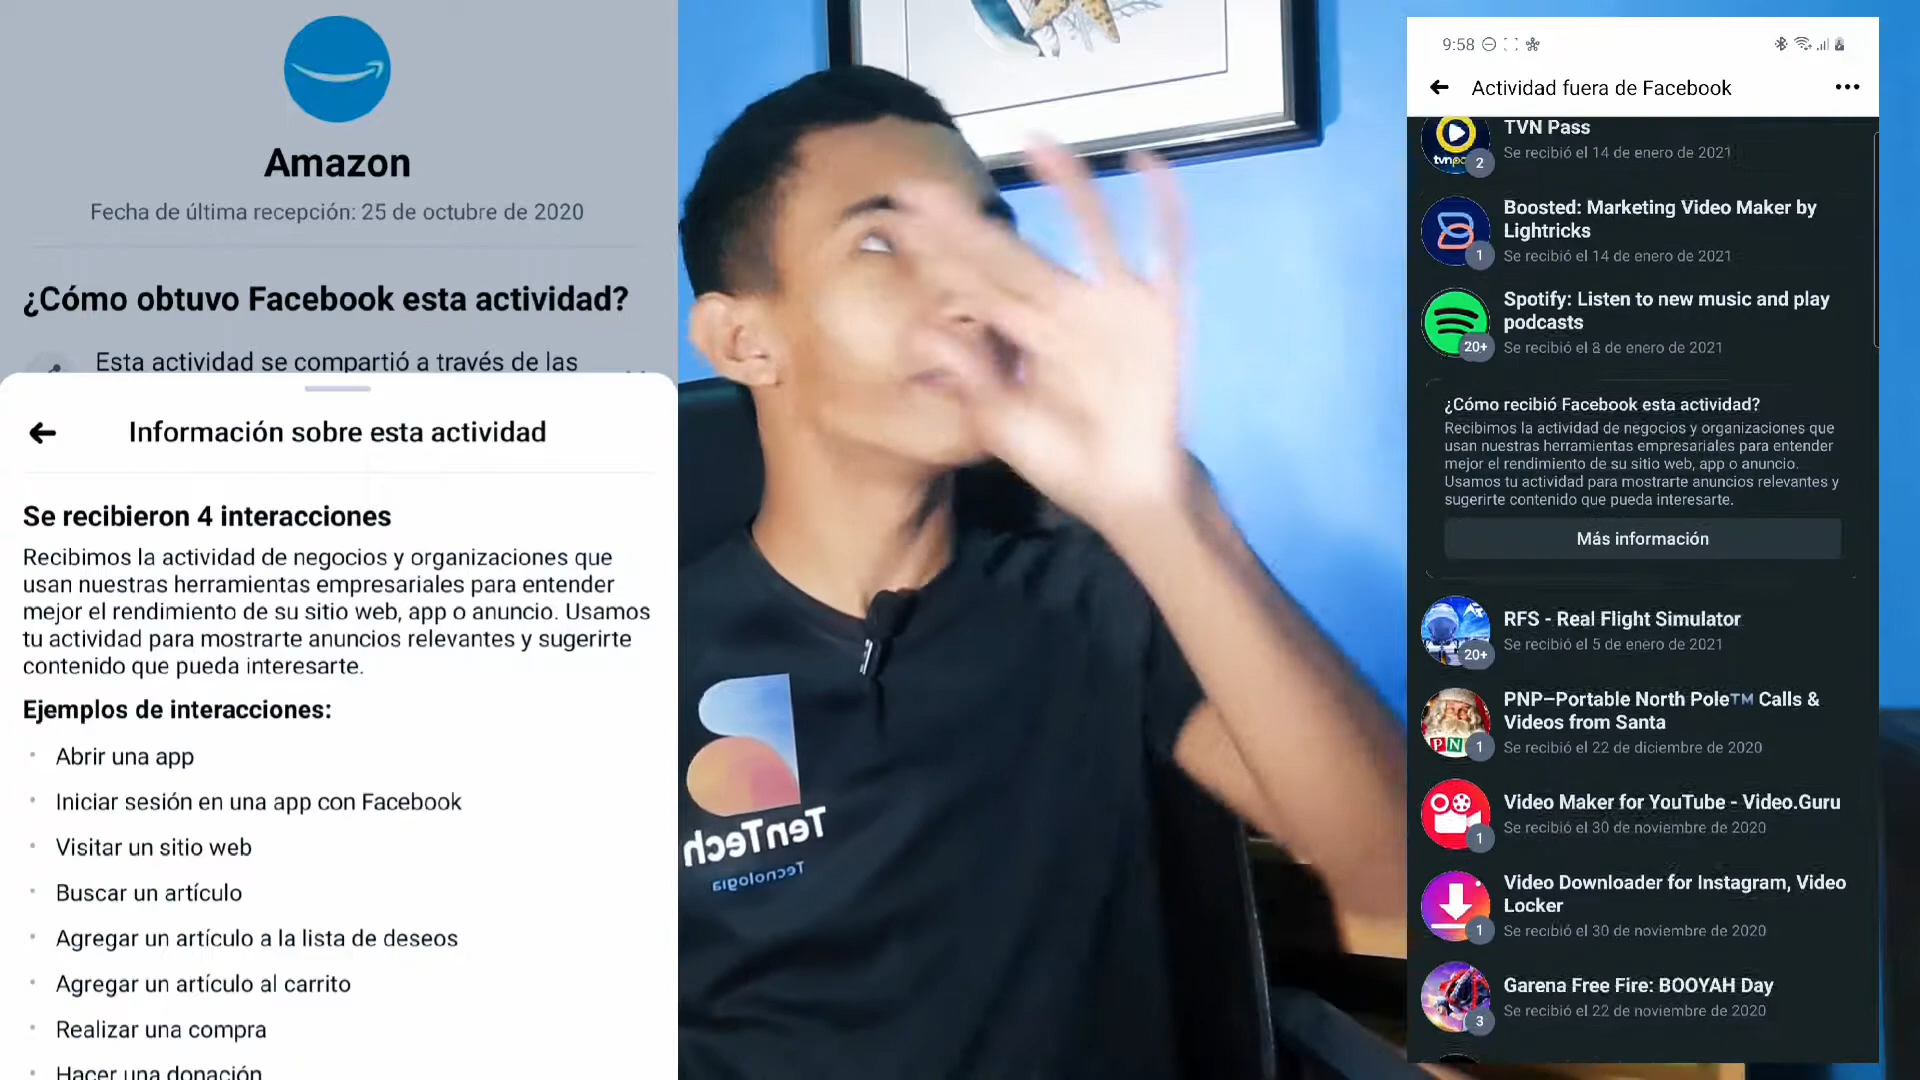 Amazon
Fecha de última recepción: 25 de octubre de 2020
¿Cómo obtuvo Facebook esta actividad?
Esta actividad se compartió a través de las
Información sobre esta actividad
Se recibieron 4 interacciones
Recibimos la actividad de negocios y organizaciones que
usan nuestras herramientas empresariales para entender
mejor el rendimiento de su sitio web, app o anuncio. Usamos
tu actividad para mostrarte anuncios relevantes y sugerirte
contenido que pueda interesarte.
Ejemplos de interacciones:
Abrir una app
Iniciar sesión en una app con Facebook
Visitar un sitio web
Buscar un artículo
Agregar un artículo a la lista de deseos
Agregar un artículo al carrito
Realizar una compra
Hacer una donación
TenTech
Tecnologia
9:58
Actividad fuera de Facebook
TVN Pass
Se recibió el 14 de enero de 2021
2
Boosted: Marketing Video Maker by
Lightricks
Se recibió el 14 de enero de 2021
1
Spotify: Listen to new music and play
podcasts
Se recibió el 8 de enero de 2021
20+
¿Cómo recibió Facebook esta actividad?
Recibimos la actividad de negocios y organizaciones que
usan nuestras herramientas empresariales para entender
mejor el rendimiento de su sitio web, app o anuncio.
Usamos tu actividad para mostrarte anuncios relevantes y
sugerirte contenido que pueda interesarte.
Más información
RFS - Real Flight Simulator
Se recibió el 5 de enero de 2021
20+
PNP–Portable North Pole™ Calls &
Videos from Santa
Se recibió el 22 de diciembre de 2020
PN
1
Video Maker for YouTube - Video.Guru
Se recibió el 30 de noviembre de 2020
1
Video Downloader for Instagram, Video
Locker
Se recibió el 30 de noviembre de 2020
1
Garena Free Fire: BOOYAH Day
Se recibió el 22 de noviembre de 2020
3